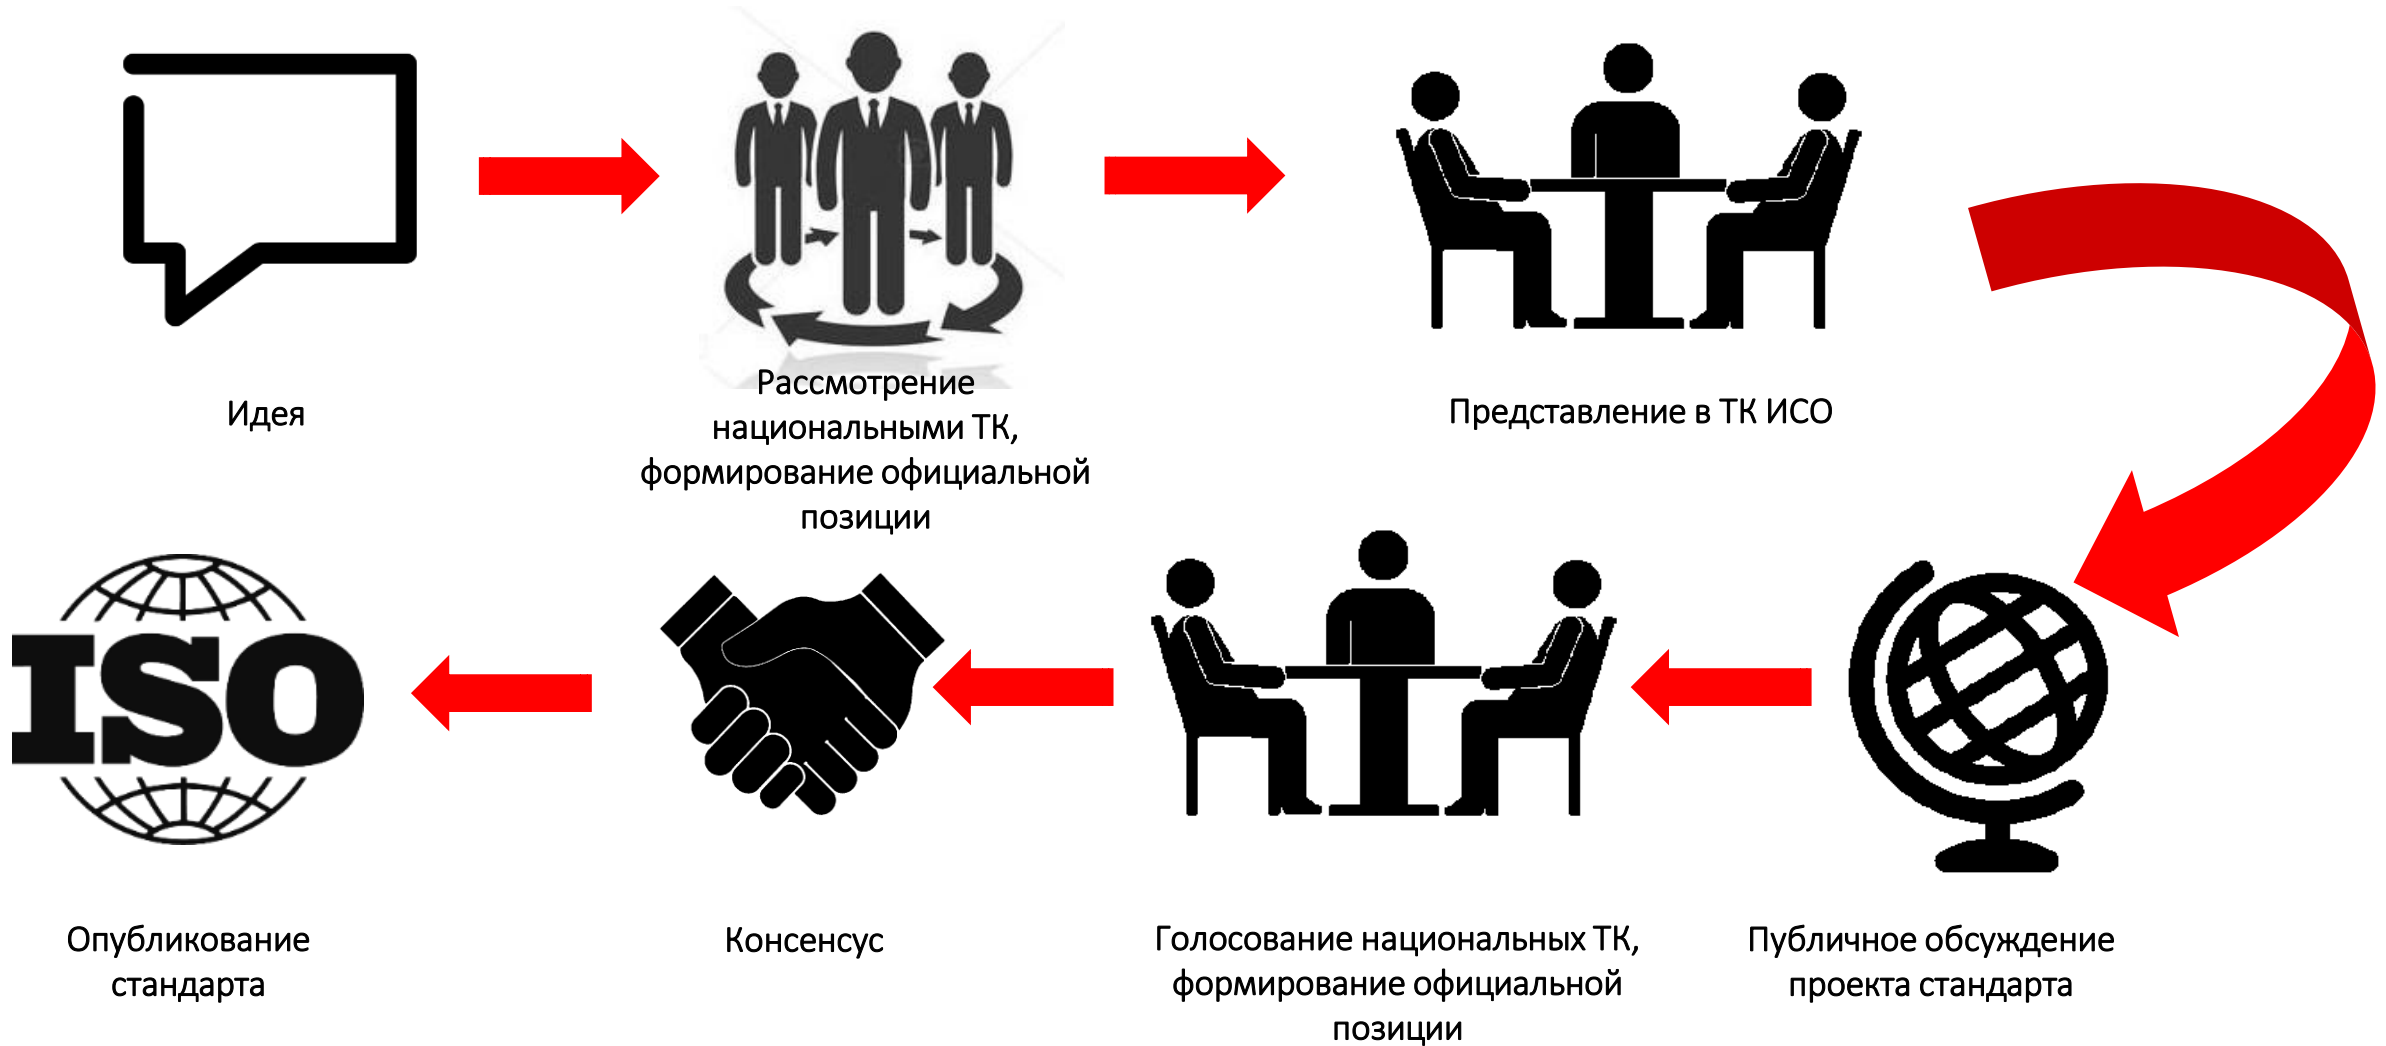 Идея
Рассмотрение
национальными ТК,
формирование официальной
позиции
Представление в ТК ИСО
ISO
Опубликование
стандарта
Консенсус
Голосование национальных ТК,
формирование официальной
позиции
Публичное обсуждение
проекта стандарта